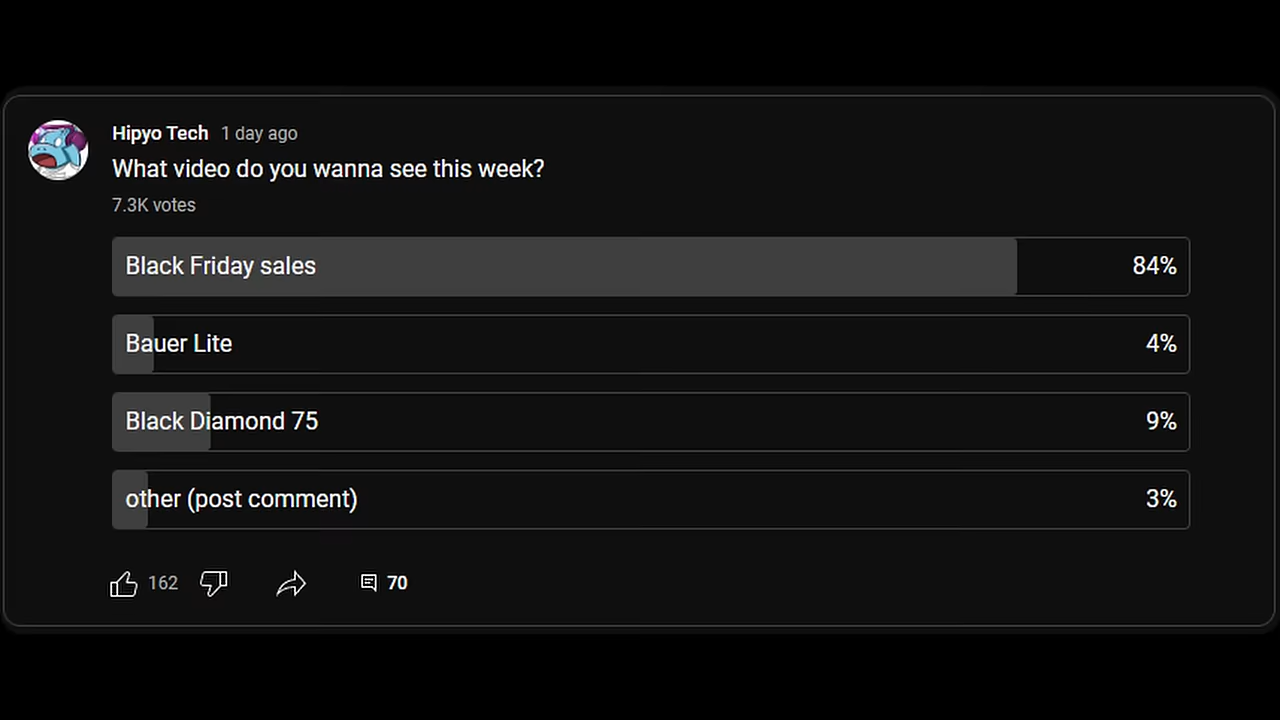 Hipyo Tech 1 day ago
What video do you wanna see this week?
7.3K votes
Black Friday sales 84%
Bauer Lite 4%
Black Diamond 75 9%
other (post comment) 3%
162 70